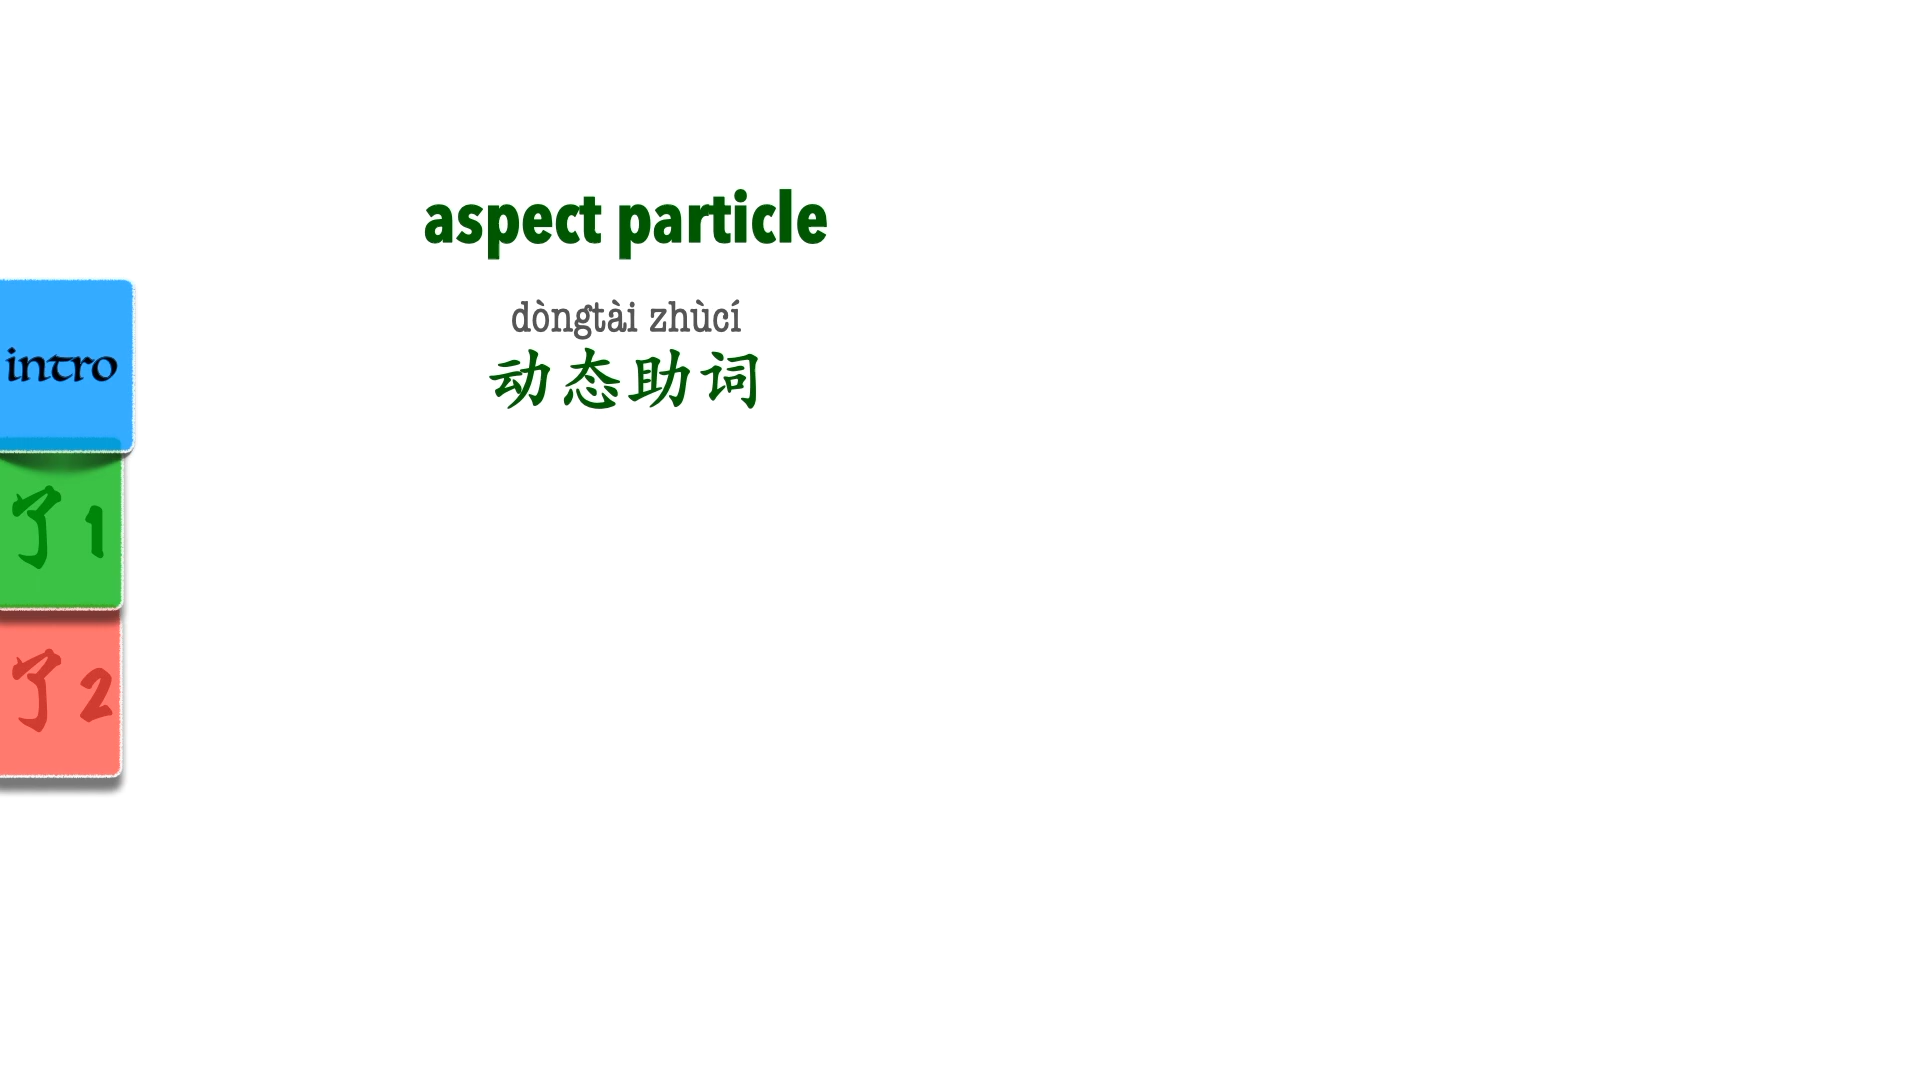 aspect particle
dòngtài zhùcí
动态助词
intro
了1
了2